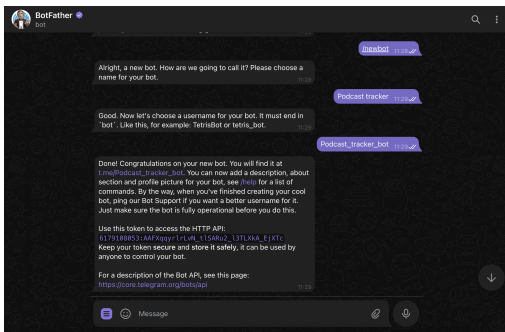 BotFather
bot
/newbot
11:29
Alright, a new bot. How are we going to call it? Please choose a
name for your bot.
11:29
Podcast tracker
11:29
Good. Now let's choose a username for your bot. It must end in
`bot`. Like this, for example: TetrisBot or tetris_bot.
11:29
Podcast_tracker_bot
11:29
Done! Congratulations on your new bot. You will find it at
t.me/Podcast_tracker_bot. You can now add a description, about
section and profile picture for your bot, see /help for a list of
commands. By the way, when you've finished creating your cool
bot, ping our Bot Support if you want a better username for it.
Just make sure the bot is fully operational before you do this.
Use this token to access the HTTP API:
Keep your token secure and store it safely, it can be used by
anyone to control your bot.
For a description of the Bot API, see this page:
https://core.telegram.org/bots/api
11:29
Message